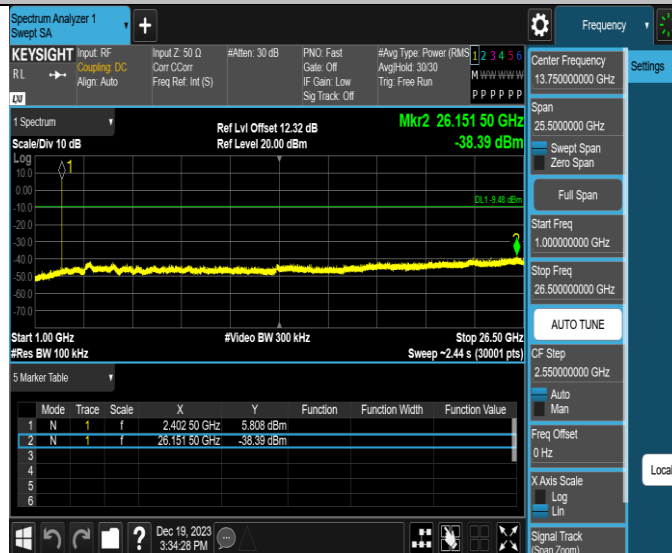 Spectrum Analyzer 1
Swept SA
+
Frequency
Settings
KEYSIGHT
RL
LXI
Input: RF
Coupling: DC
Align: Auto
Input Z: 50 Ω
Corr CCorr
Freq Ref: Int (S)
#Atten: 30 dB
PNO: Fast
Gate: Off
IF Gain: Low
Sig Track: Off
#Avg Type: Power (RMS)
Avg|Hold: 30/30
Trig: Free Run
1 2 3 4 5 6
M W W W W W
P P P P P P
1 Spectrum
Scale/Div 10 dB
Ref Lvl Offset 12.32 dB
Ref Level 20.00 dBm
Mkr2 26.151 50 GHz
-38.39 dBm
Log
10.0
0.00
-10.0
-20.0
-30.0
-40.0
-50.0
-60.0
-70.0
1
DL1 -9.48 dBm
2
Start 1.00 GHz
#Res BW 100 kHz
#Video BW 300 kHz
Stop 26.50 GHz
Sweep ~2.44 s (30001 pts)
5 Marker Table
Mode Trace Scale X Y Function Function Width Function Value
1 N 1 f 2.402 50 GHz 5.808 dBm
2 N 1 f 26.151 50 GHz -38.39 dBm
3
4
5
6
?
Dec 19, 2023
3:34:28 PM
Center Frequency
13.750000000 GHz
Span
25.5000000 GHz
Swept Span
Zero Span
Full Span
Start Freq
1.000000000 GHz
Stop Freq
26.500000000 GHz
AUTO TUNE
CF Step
2.550000000 GHz
Auto
Man
Freq Offset
0 Hz
X Axis Scale
Log
Lin
Signal Track
(Span Zoom)
Local